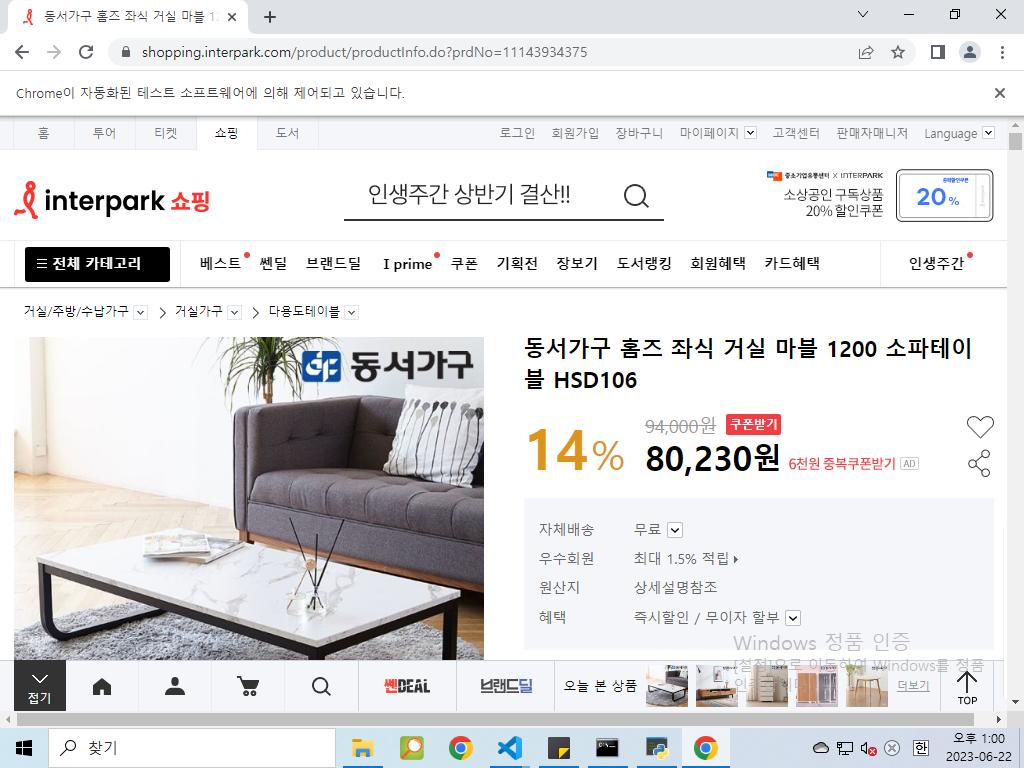 동서가구 홈즈 좌식 거실 마블 1
shopping.interpark.com/product/productInfo.do?prdNo=11143934375
Chrome이 자동화된 테스트 소프트웨어에 의해 제어되고 있습니다.
홈 투어 티켓 쇼핑 도서 로그인 회원가입 장바구니 마이페이지 고객센터 판매자매니저 Language
interpark 쇼핑
인생주간 상반기 결산!!
중소기업유통센터 X INTERPARK
소상공인 구독상품
20% 할인쿠폰
중복할인쿠폰
20%
전체 카테고리 베스트 쎈딜 브랜드딜 I prime 쿠폰 기획전 장보기 도서랭킹 회원혜택 카드혜택 인생주간
거실/주방/수납가구 거실가구 다용도테이블
동서가구
동서가구 홈즈 좌식 거실 마블 1200 소파테이
블 HSD106
94,000원 쿠폰받기
14% 80,230원 6천원 중복쿠폰받기 AD
자체배송 무료
우수회원 최대 1.5% 적립
원산지 상세설명참조
혜택 즉시할인 / 무이자 할부
Windows 정품 인증
[설정]으로 이동하여 Windows를 정품
접기
쎈DEAL 브랜드딜 오늘 본 상품 더보기 TOP
찾기
한
오후 1:00
2023-06-22